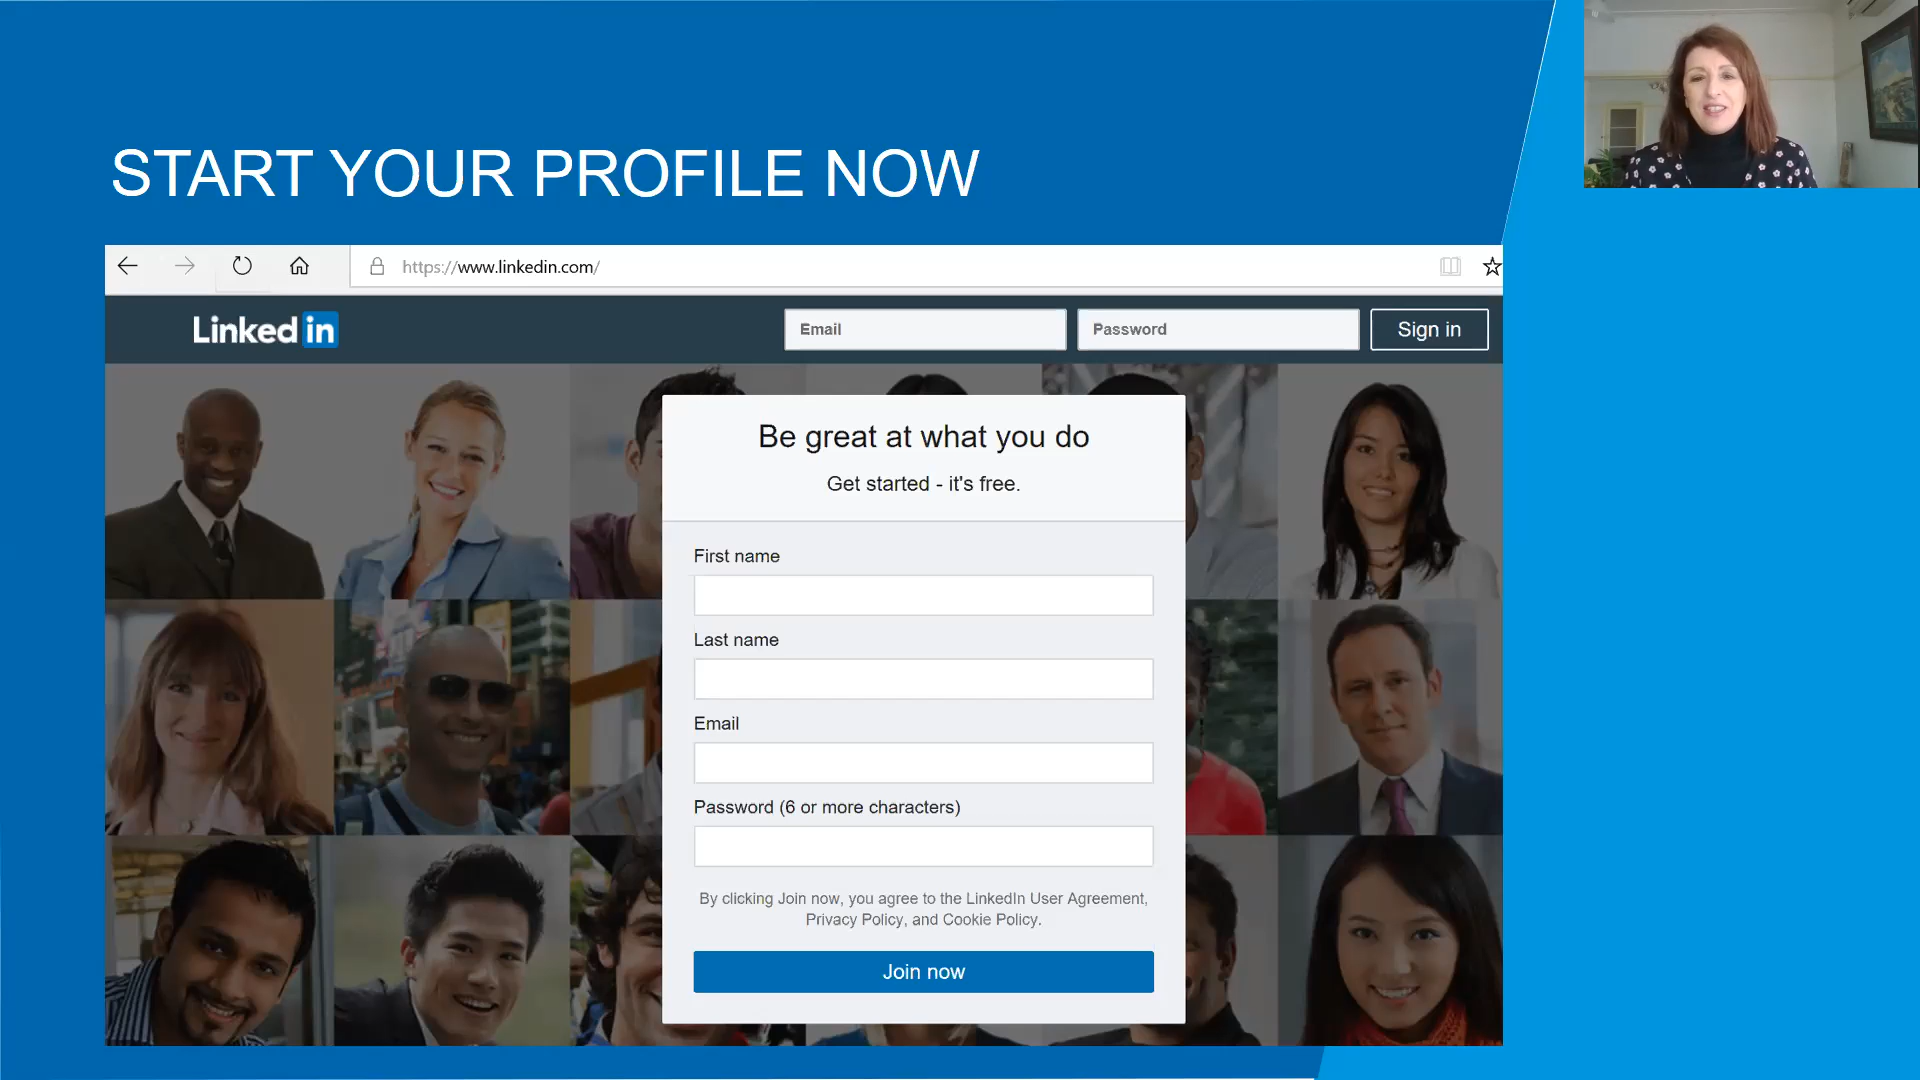 START YOUR PROFILE NOW
https://www.linkedin.com/
Linked in
Email
Password
Sign in
Be great at what you do
Get started - it's free.
First name
Last name
Email
Password (6 or more characters)
By clicking Join now, you agree to the LinkedIn User Agreement,
Privacy Policy, and Cookie Policy.
Join now